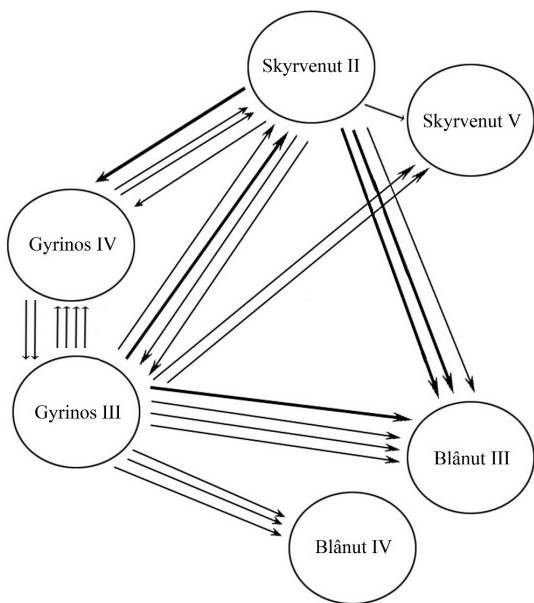 Skyrvenut II
Skyrvenut V
Gyrinos IV
Gyrinos III
Blânut III
Blânut IV